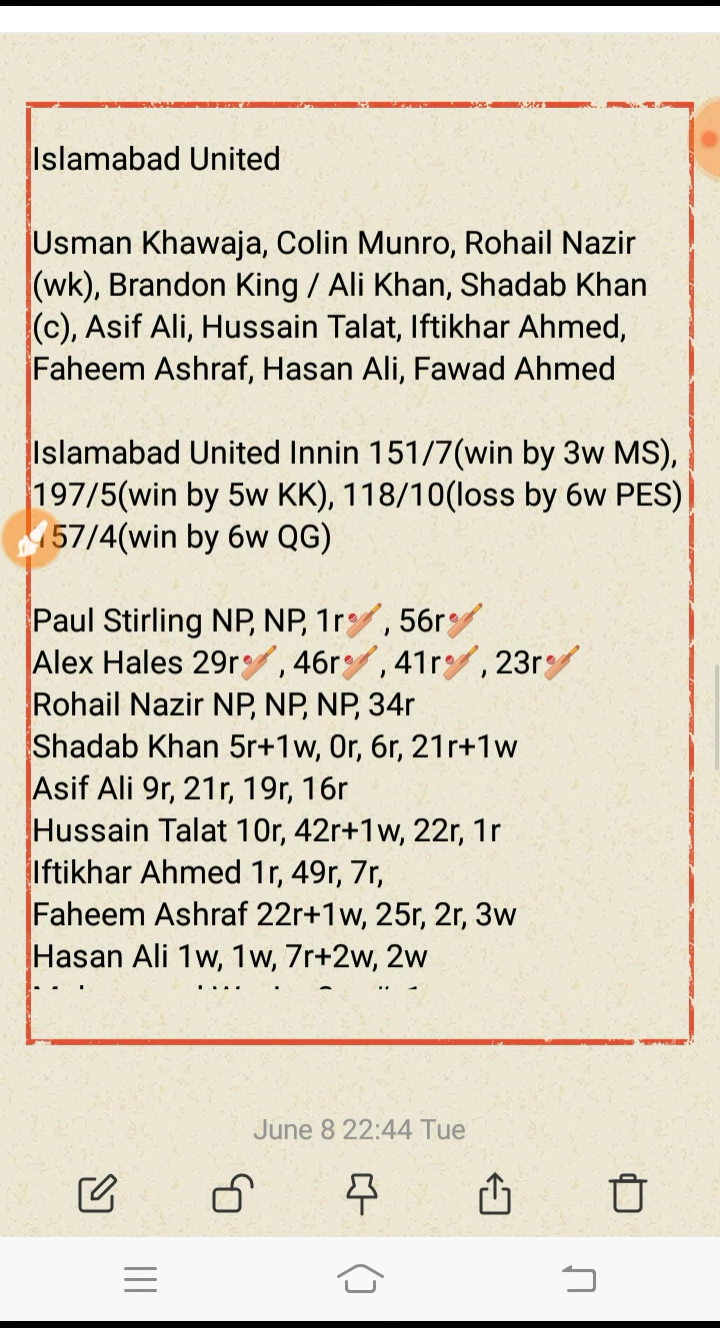 Islamabad United
Usman Khawaja, Colin Munro, Rohail Nazir
(wk), Brandon King / Ali Khan, Shadab Khan
(c), Asif Ali, Hussain Talat, Iftikhar Ahmed,
Faheem Ashraf, Hasan Ali, Fawad Ahmed
Islamabad United Innin 151/7(win by 3w MS),
197/5(win by 5w KK), 118/10(loss by 6w PES)
57/4(win by 6w QG)
Paul Stirling NP, NP, 1r🏏, 56r🏏
Alex Hales 29r🏏, 46r🏏, 41r🏏, 23r🏏
Rohail Nazir NP, NP, NP, 34r
Shadab Khan 5r+1w, 0r, 6r, 21r+1w
Asif Ali 9r, 21r, 19r, 16r
Hussain Talat 10r, 42r+1w, 22r, 1r
Iftikhar Ahmed 1r, 49r, 7r,
Faheem Ashraf 22r+1w, 25r, 2r, 3w
Hasan Ali 1w, 1w, 7r+2w, 2w
June 8 22:44 Tue